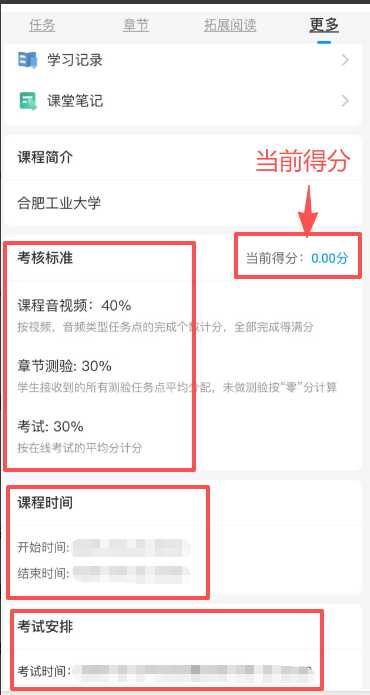 任务 章节 拓展阅读 更多
学习记录
课堂笔记
课程简介
当前得分
合肥工业大学
考核标准 当前得分：0.00分
课程音视频：40%
按视频，音频类型任务点的完成个数计分，全部完成得满分
章节测验: 30%
学生接收到的所有测验任务点平均分配，未做测验按“零”分计算
考试: 30%
按在线考试的平均分计分
课程时间
开始时间:
结束时间:
考试安排
考试时间：